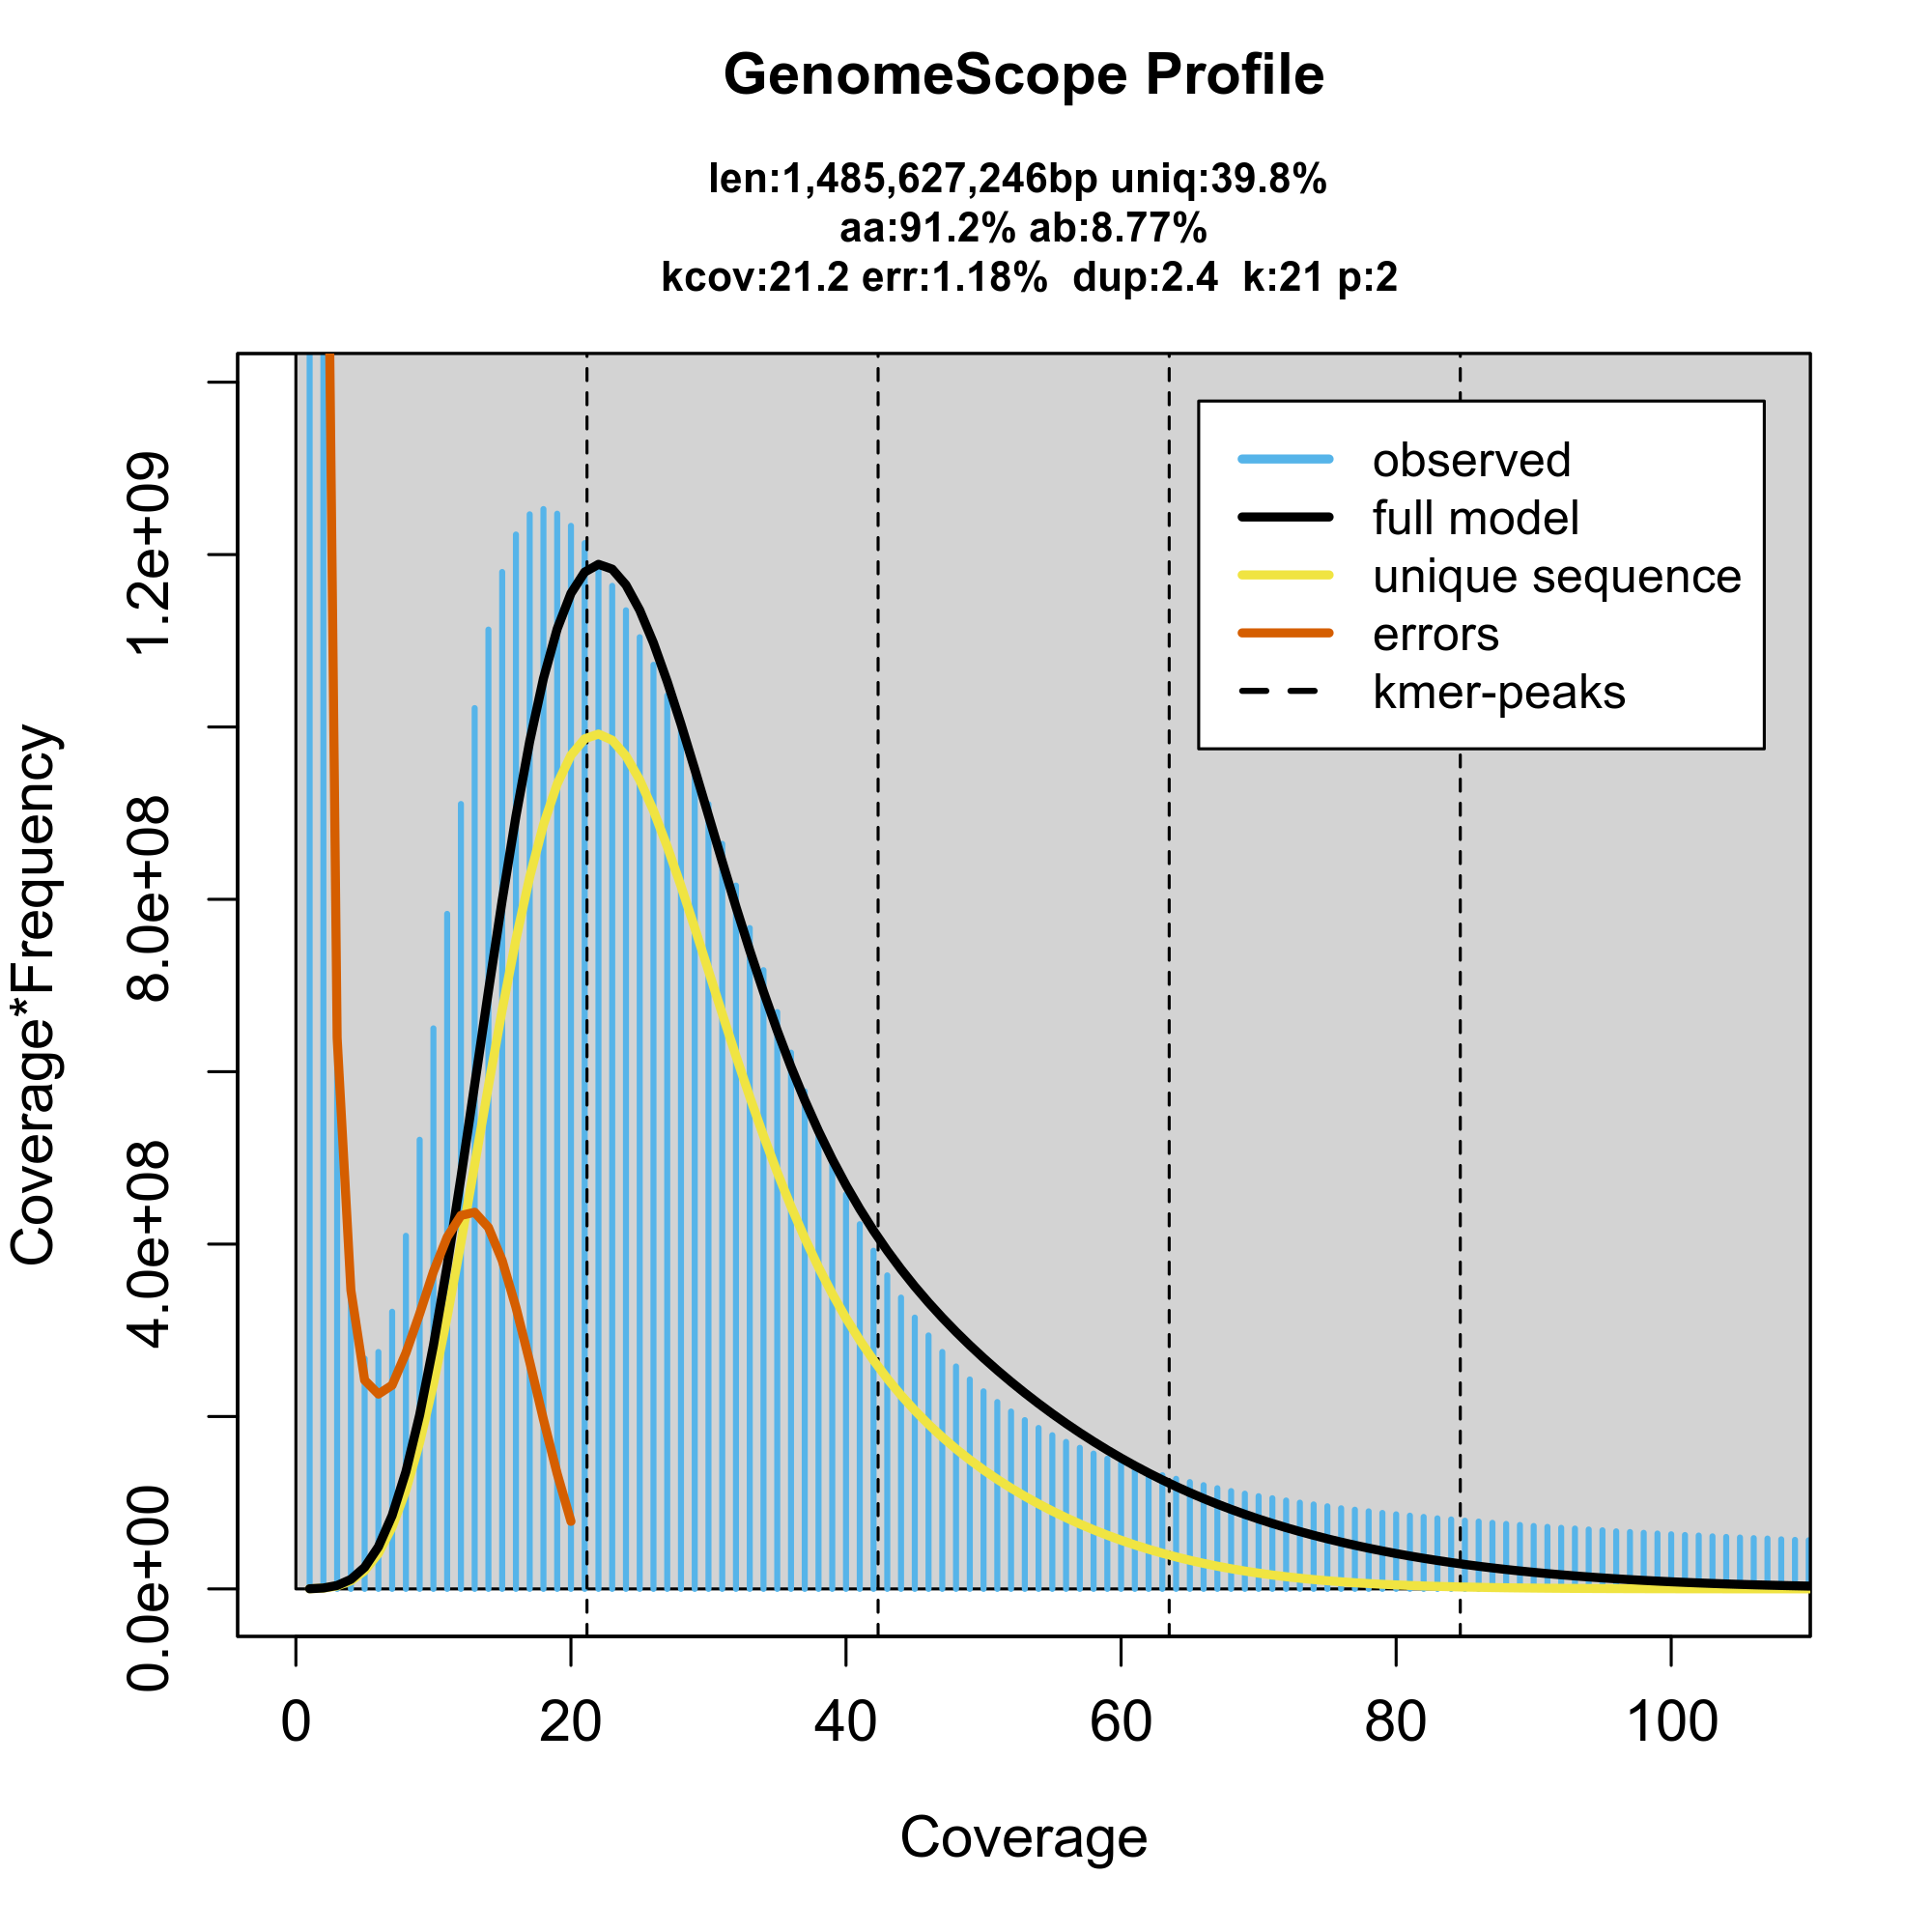 GenomeScope Profile
len:1,485,627,246bp uniq:39.8%
aa:91.2% ab:8.77%
kcov:21.2 err:1.18%  dup:2.4  k:21 p:2
observed
full model
unique sequence
errors
kmer-peaks
Coverage*Frequency
1.2e+09
8.0e+08
4.0e+08
0.0e+00
0 20 40 60 80 100
Coverage